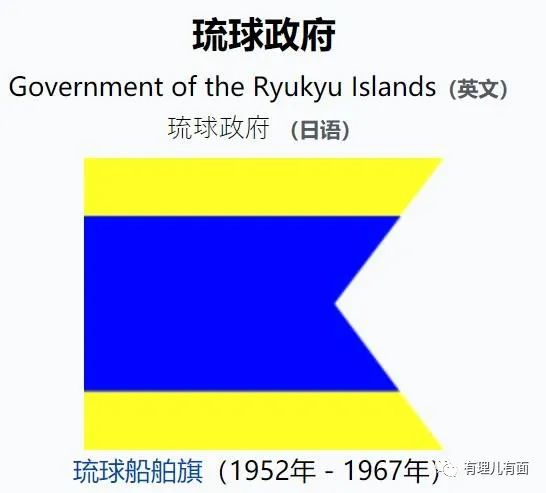 琉球政府
Government of the Ryukyu Islands（英文）
琉球政府 （日语）
琉球船舶旗（1952年 - 1967年）
有理儿有面